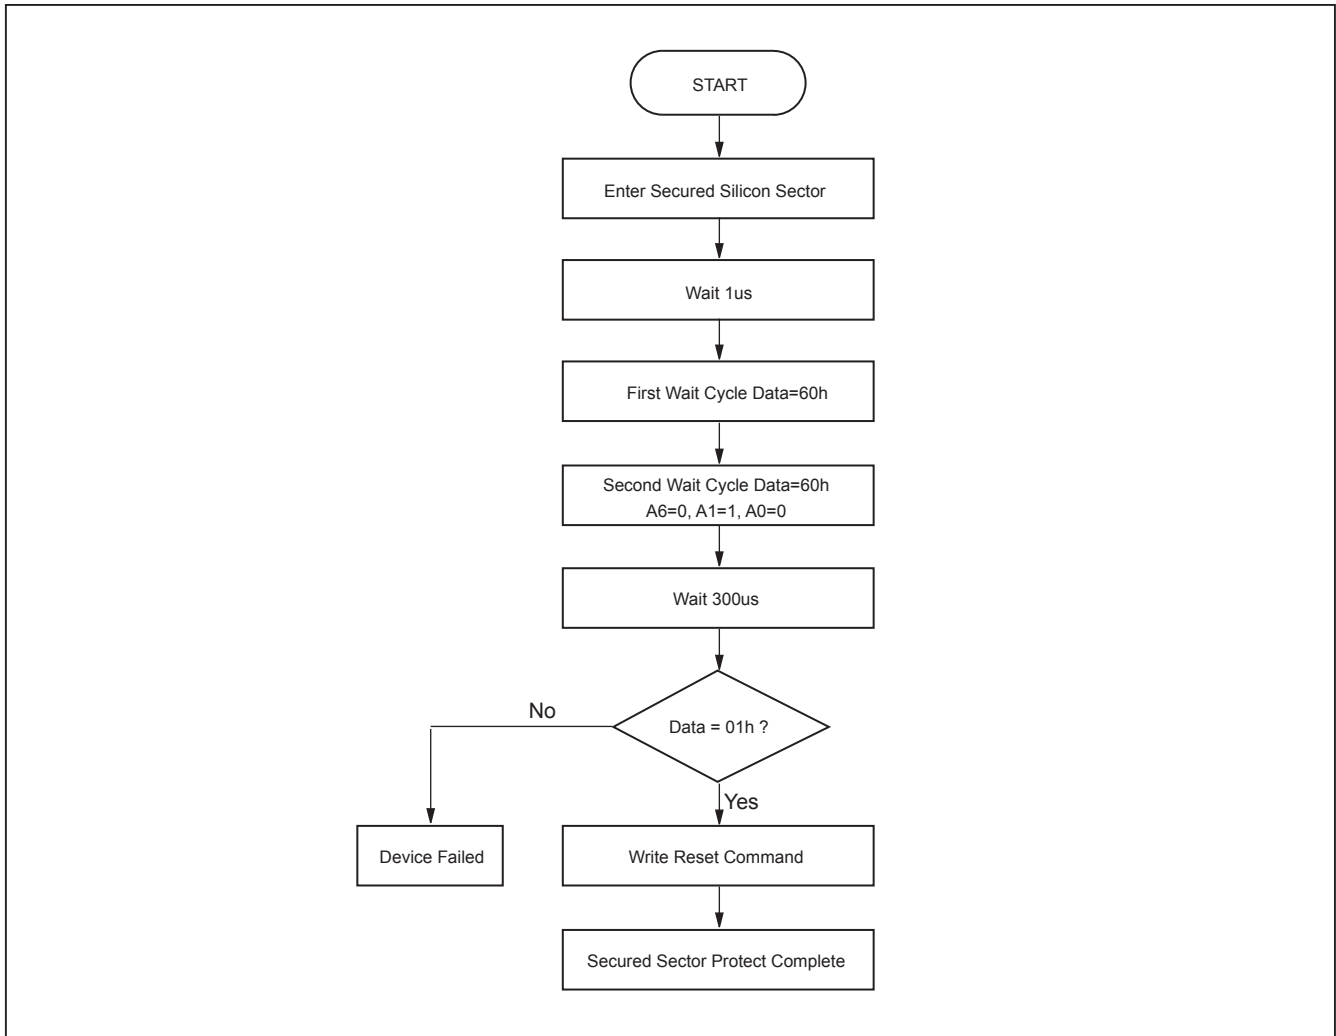 START
Enter Secured Silicon Sector
Wait 1us
First Wait Cycle Data=60h
Second Wait Cycle Data=60h
A6=0, A1=1, A0=0
Wait 300us
Data = 01h ?
No
Yes
Device Failed
Write Reset Command
Secured Sector Protect Complete